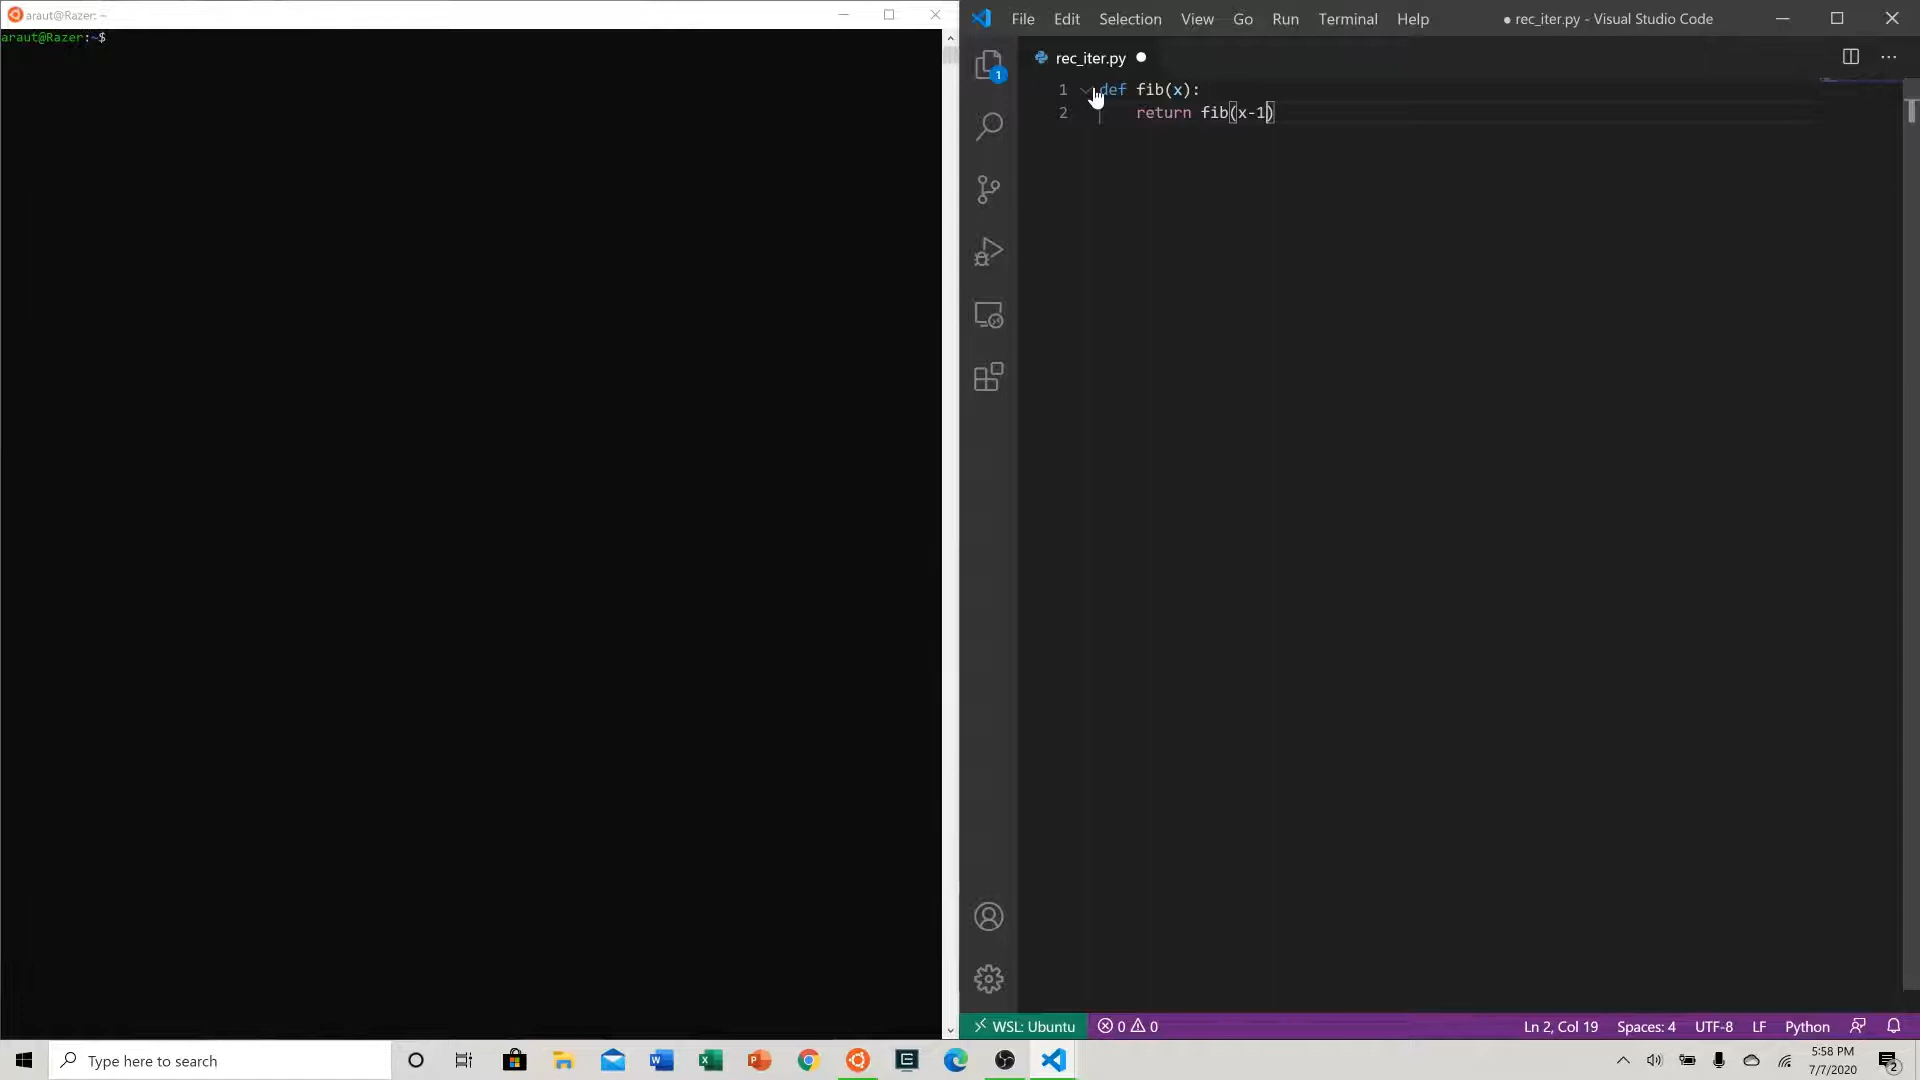 araut@Razer: ~
araut@Razer:~$
File Edit Selection View Go Run Terminal Help
● rec_iter.py - Visual Studio Code
rec_iter.py
1 def fib(x):
2 return fib(x-1)
1
WSL: Ubuntu
0 0
Ln 2, Col 19
Spaces: 4
UTF-8
LF
Python
Type here to search
5:58 PM
7/7/2020
2